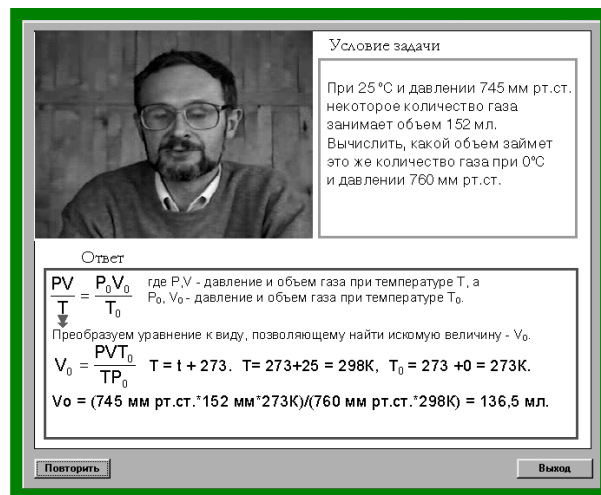 Условие задачи
При 25 °C и давлении 745 мм рт.ст.
некоторое количество газа
занимает объем 152 мл.
Вычислить, какой объем займет
это же количество газа при 0°C
и давлении 760 мм рт.ст.
Ответ
PV/T = P₀V₀/T₀ где P,V - давление и объем газа при температуре T, а
P₀, V₀ - давление и объем газа при температуре T₀.
Преобразуем уравнение к виду, позволяющему найти искомую величину - V₀.
V₀ = PVT₀/TP₀ T = t + 273. T= 273+25 = 298K, T₀ = 273 +0 = 273K.
Vo = (745 мм рт.ст.*152 мм*273K)/(760 мм рт.ст.*298K) = 136,5 мл.
Повторить
Выход